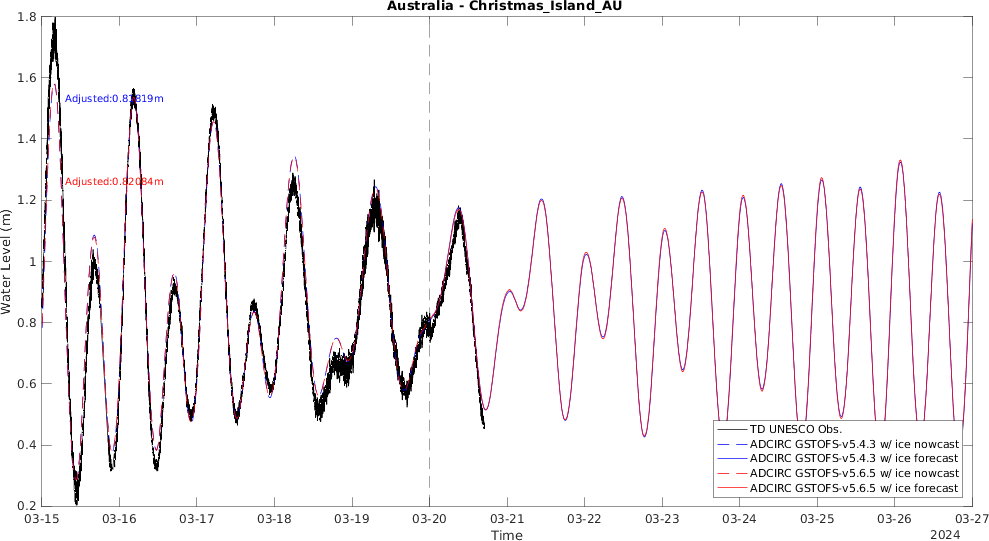 Australia - Christmas_Island_AU
1.8
1.6
1.4
1.2
1
0.8
0.6
0.4
0.2
Water Level (m)
Adjusted:0.81819m
Adjusted:0.82084m
TD UNESCO Obs.
ADCIRC GSTOFS-v5.4.3 w/ ice nowcast
ADCIRC GSTOFS-v5.4.3 w/ ice forecast
ADCIRC GSTOFS-v5.6.5 w/ ice nowcast
ADCIRC GSTOFS-v5.6.5 w/ ice forecast
03-15 03-16 03-17 03-18 03-19 03-20 03-21 03-22 03-23 03-24 03-25 03-26 03-27
Time
2024